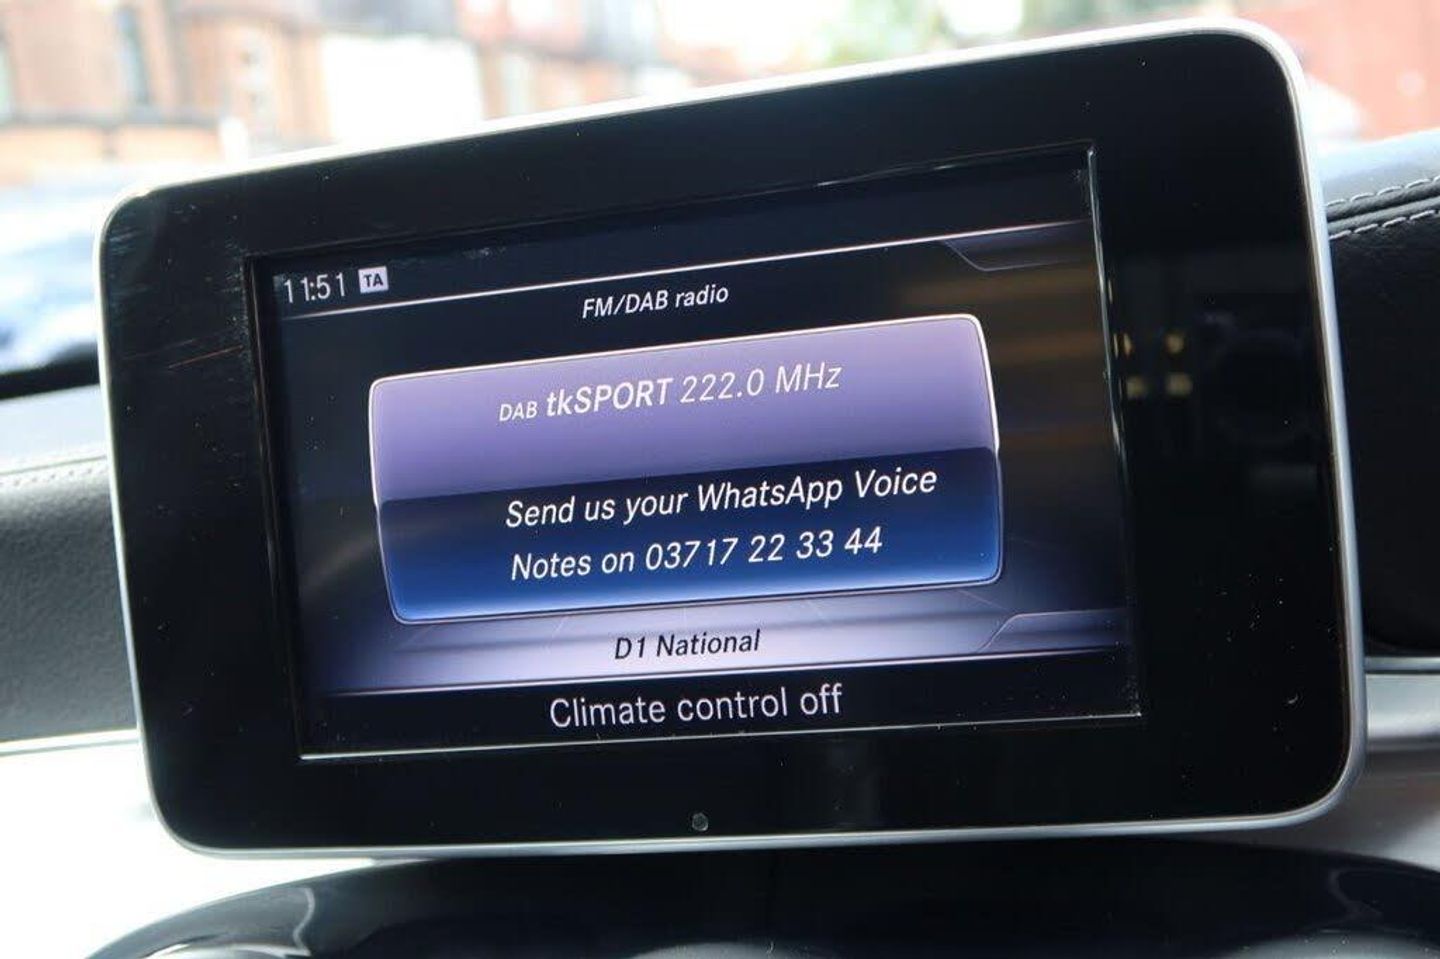 11:51 TA
FM/DAB radio
DAB tkSPORT 222.0 MHz
Send us your WhatsApp Voice
Notes on 03717 22 33 44
D1 National
Climate control off